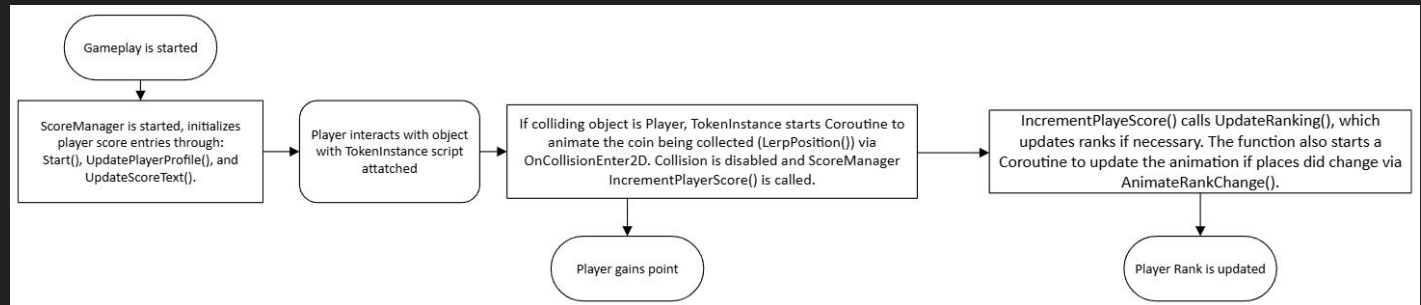 Gameplay is started
ScoreManager is started, initializes
player score entries through:
Start(), UpdatePlayerProfile(), and
UpdateScoreText().
Player interacts with object
with TokenInstance script
attatched
If colliding object is Player, TokenInstance starts Coroutine to
animate the coin being collected (LerpPosition()) via
OnCollisionEnter2D. Collision is disabled and ScoreManager
IncrementPlayerScore() is called.
IncrementPlayeScore() calls UpdateRanking(), which
updates ranks if necessary. The function also starts a
Coroutine to update the animation if places did change via
AnimateRankChange().
Player gains point
Player Rank is updated